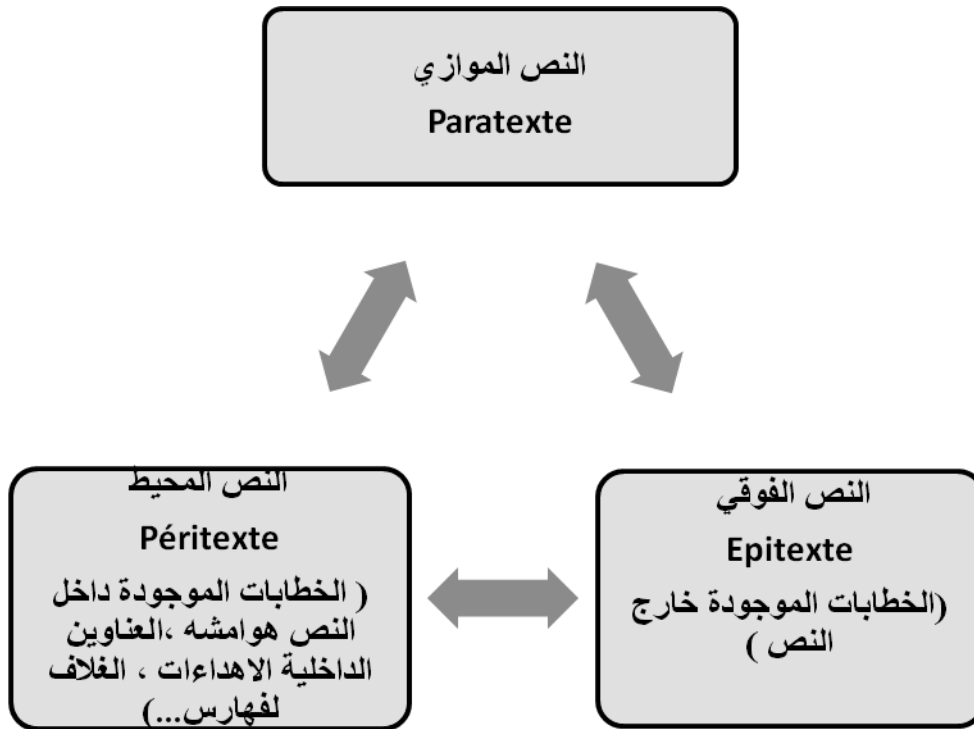 النص الموازي
Paratexte
النص الفوقي
Epitexte
(الخطابات الموجودة خارج
النص )
النص المحيط
Péritexte
( الخطابات الموجودة داخل
النص هوامشه ،العناوين
الداخلية الاهداءات ، الغلاف
لفهارس...)